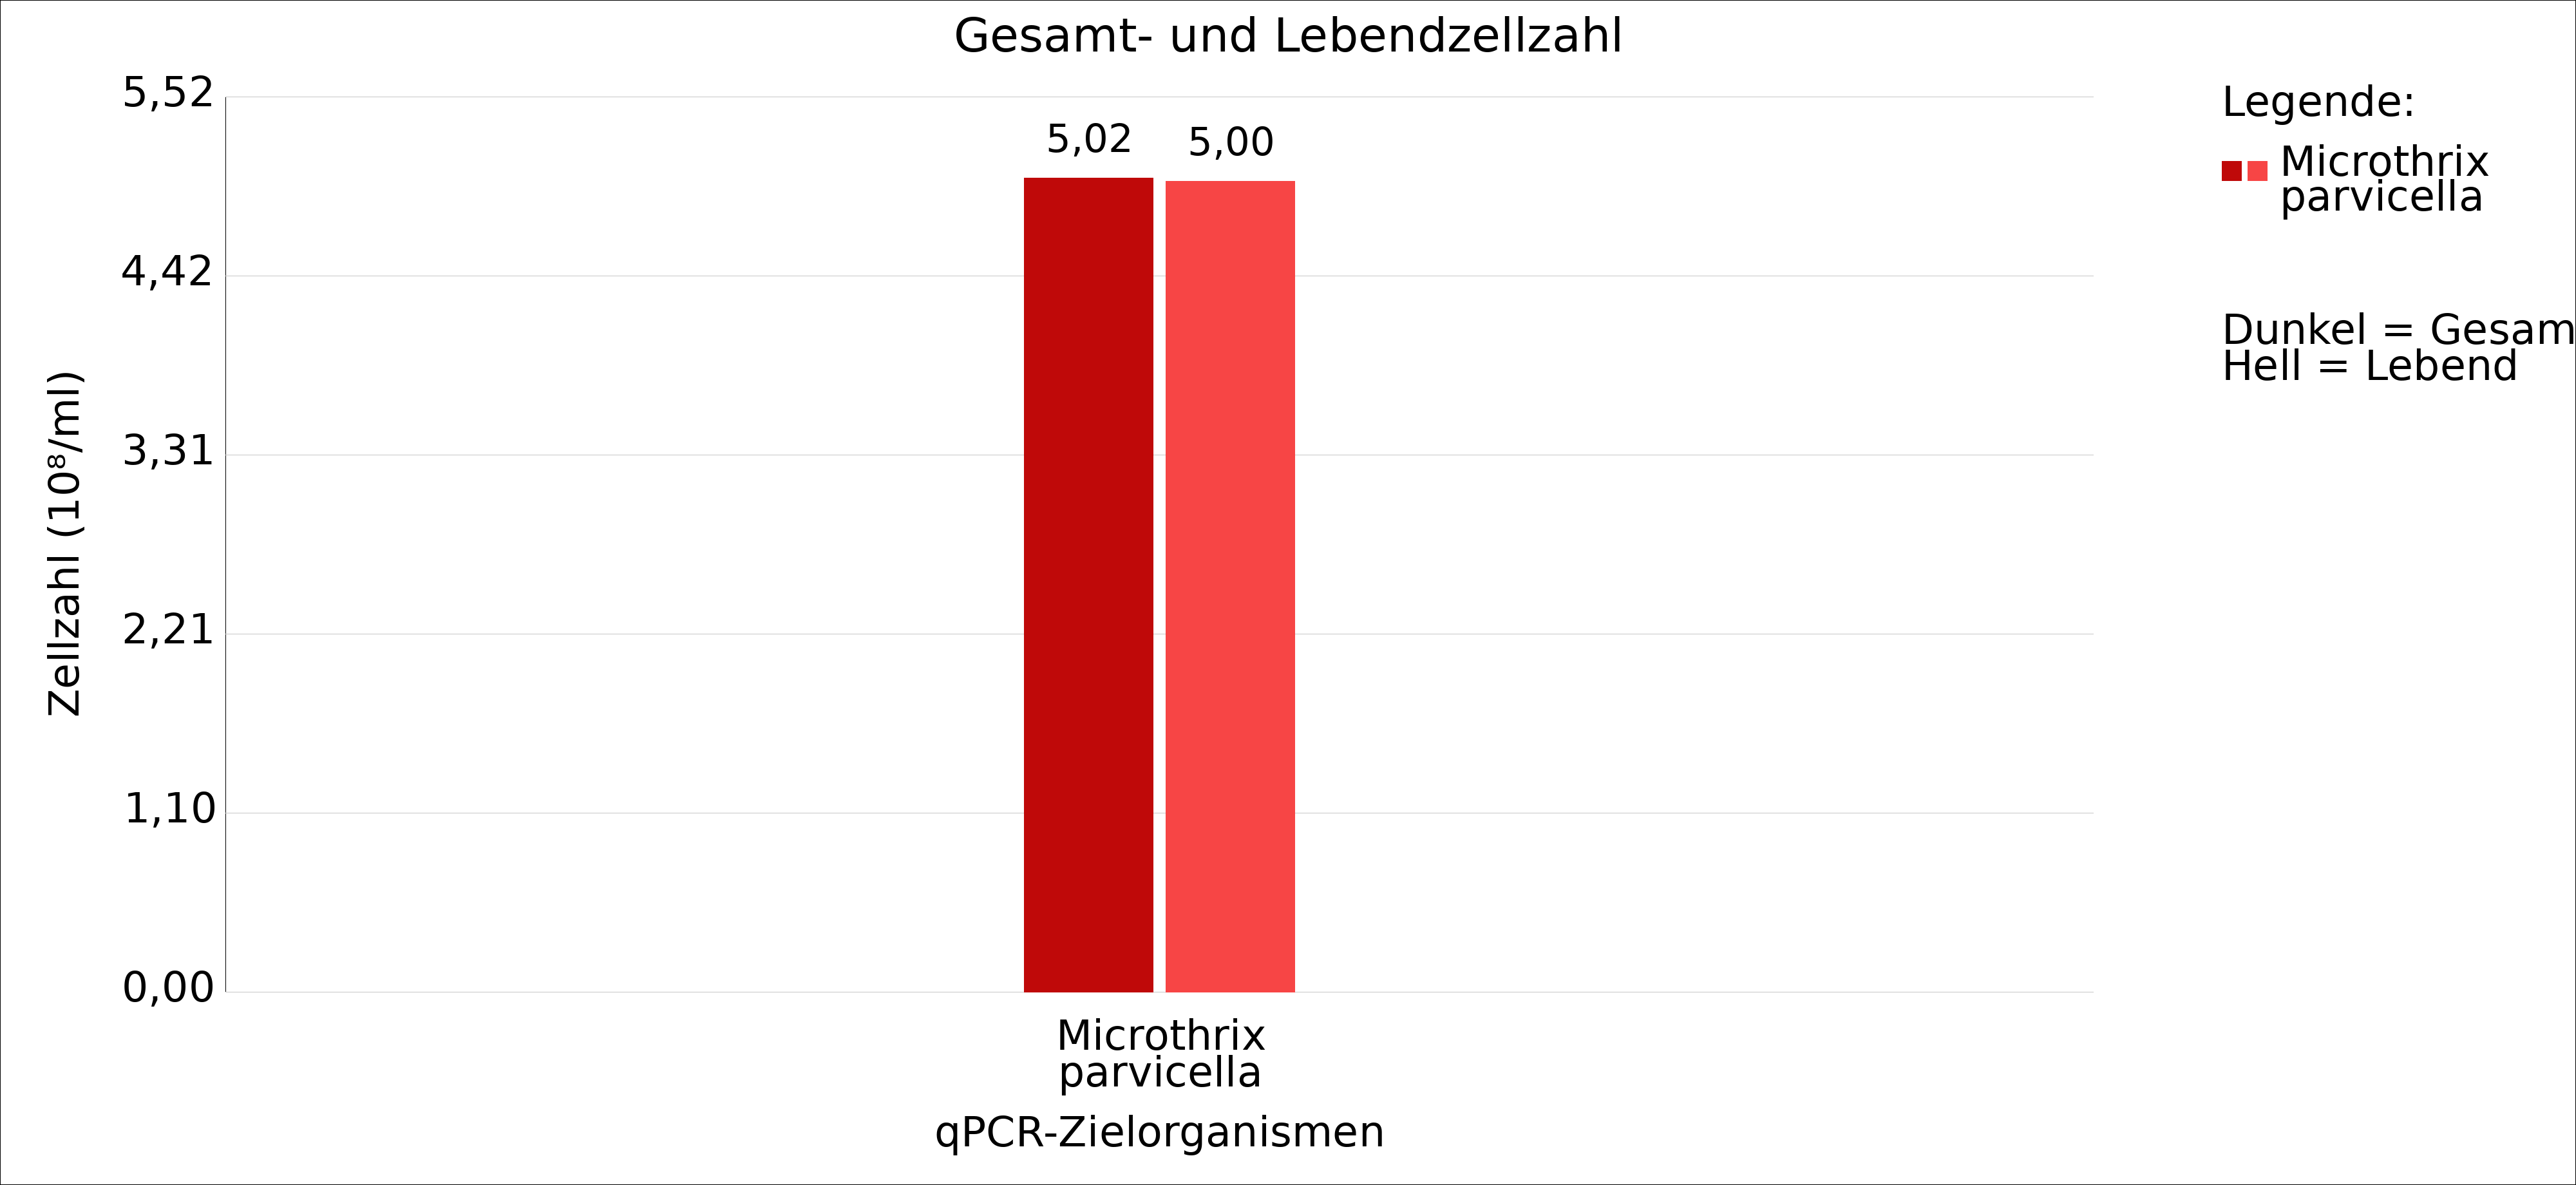 Gesamt- und Lebendzellzahl
5,52
4,42
3,31
2,21
1,10
0,00
Zellzahl (10⁸/ml)
5,02
5,00
Microthrix
parvicella
qPCR-Zielorganismen
Legende:
Microthrix
parvicella
Dunkel = Gesam
Hell = Lebend